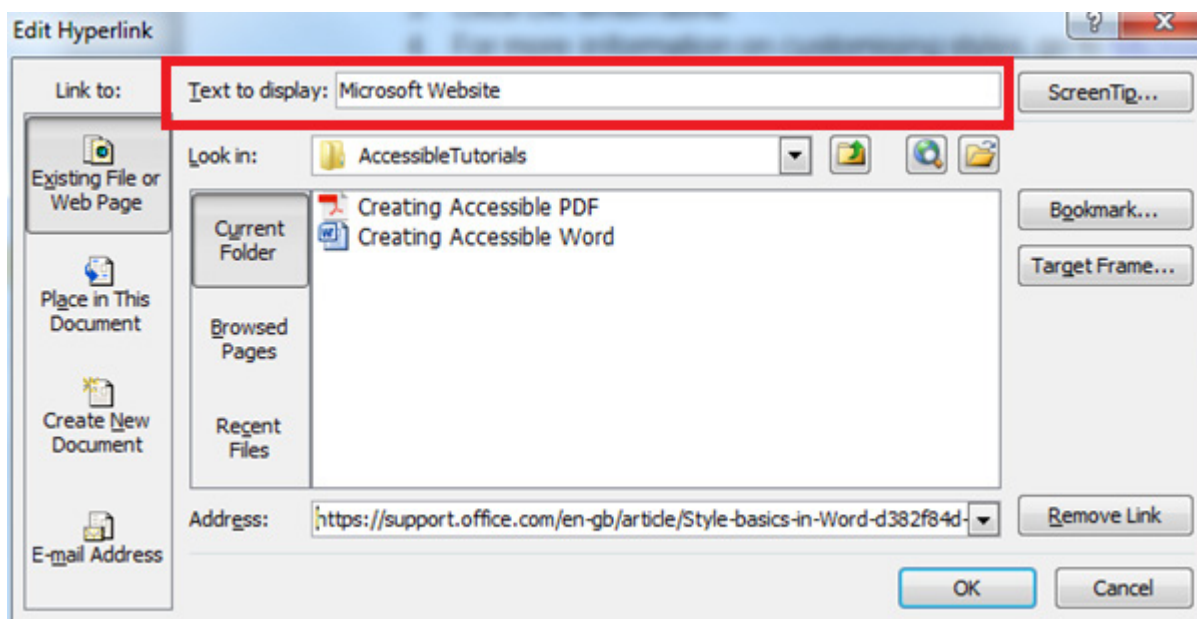 Edit Hyperlink
Link to:
Text to display: Microsoft Website
ScreenTip...
Existing File or
Web Page
Look in:
AccessibleTutorials
Current
Folder
Creating Accessible PDF
Creating Accessible Word
Bookmark...
Target Frame...
Place in This
Document
Browsed
Pages
Create New
Document
Recent
Files
E-mail Address
Address:
https://support.office.com/en-gb/article/Style-basics-in-Word-d382f84d-
Remove Link
OK
Cancel